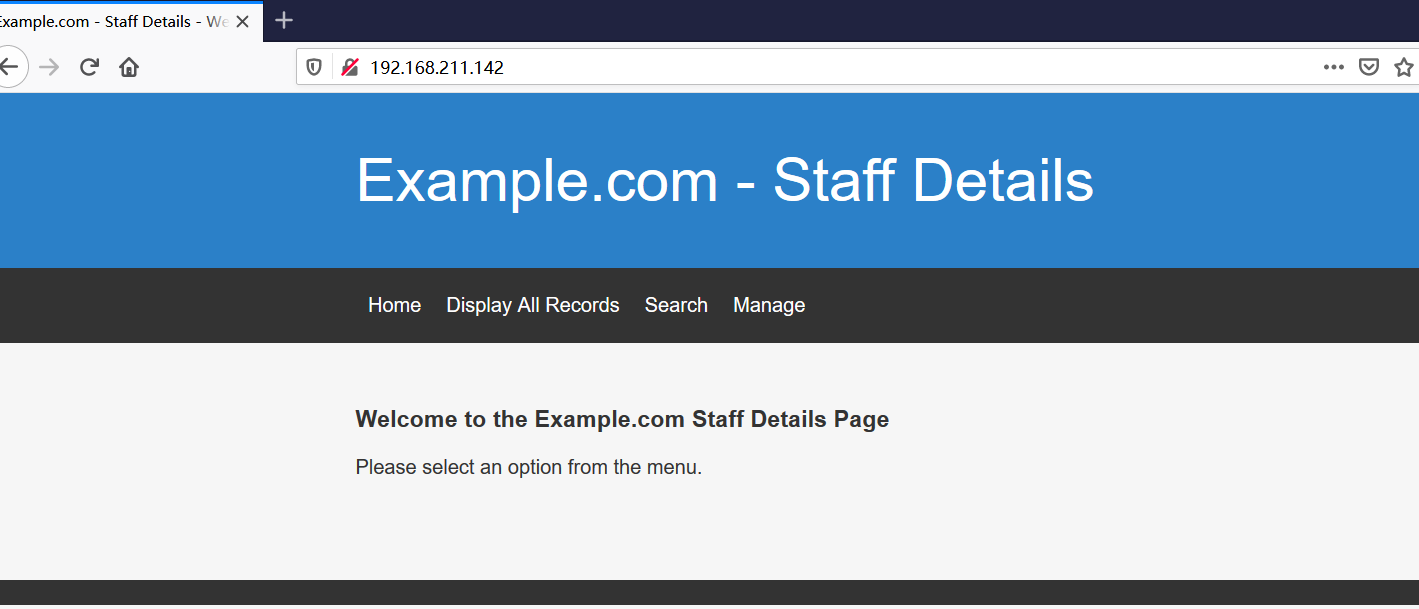 Example.com - Staff Details - We
192.168.211.142
Example.com - Staff Details
Home Display All Records Search Manage
Welcome to the Example.com Staff Details Page
Please select an option from the menu.